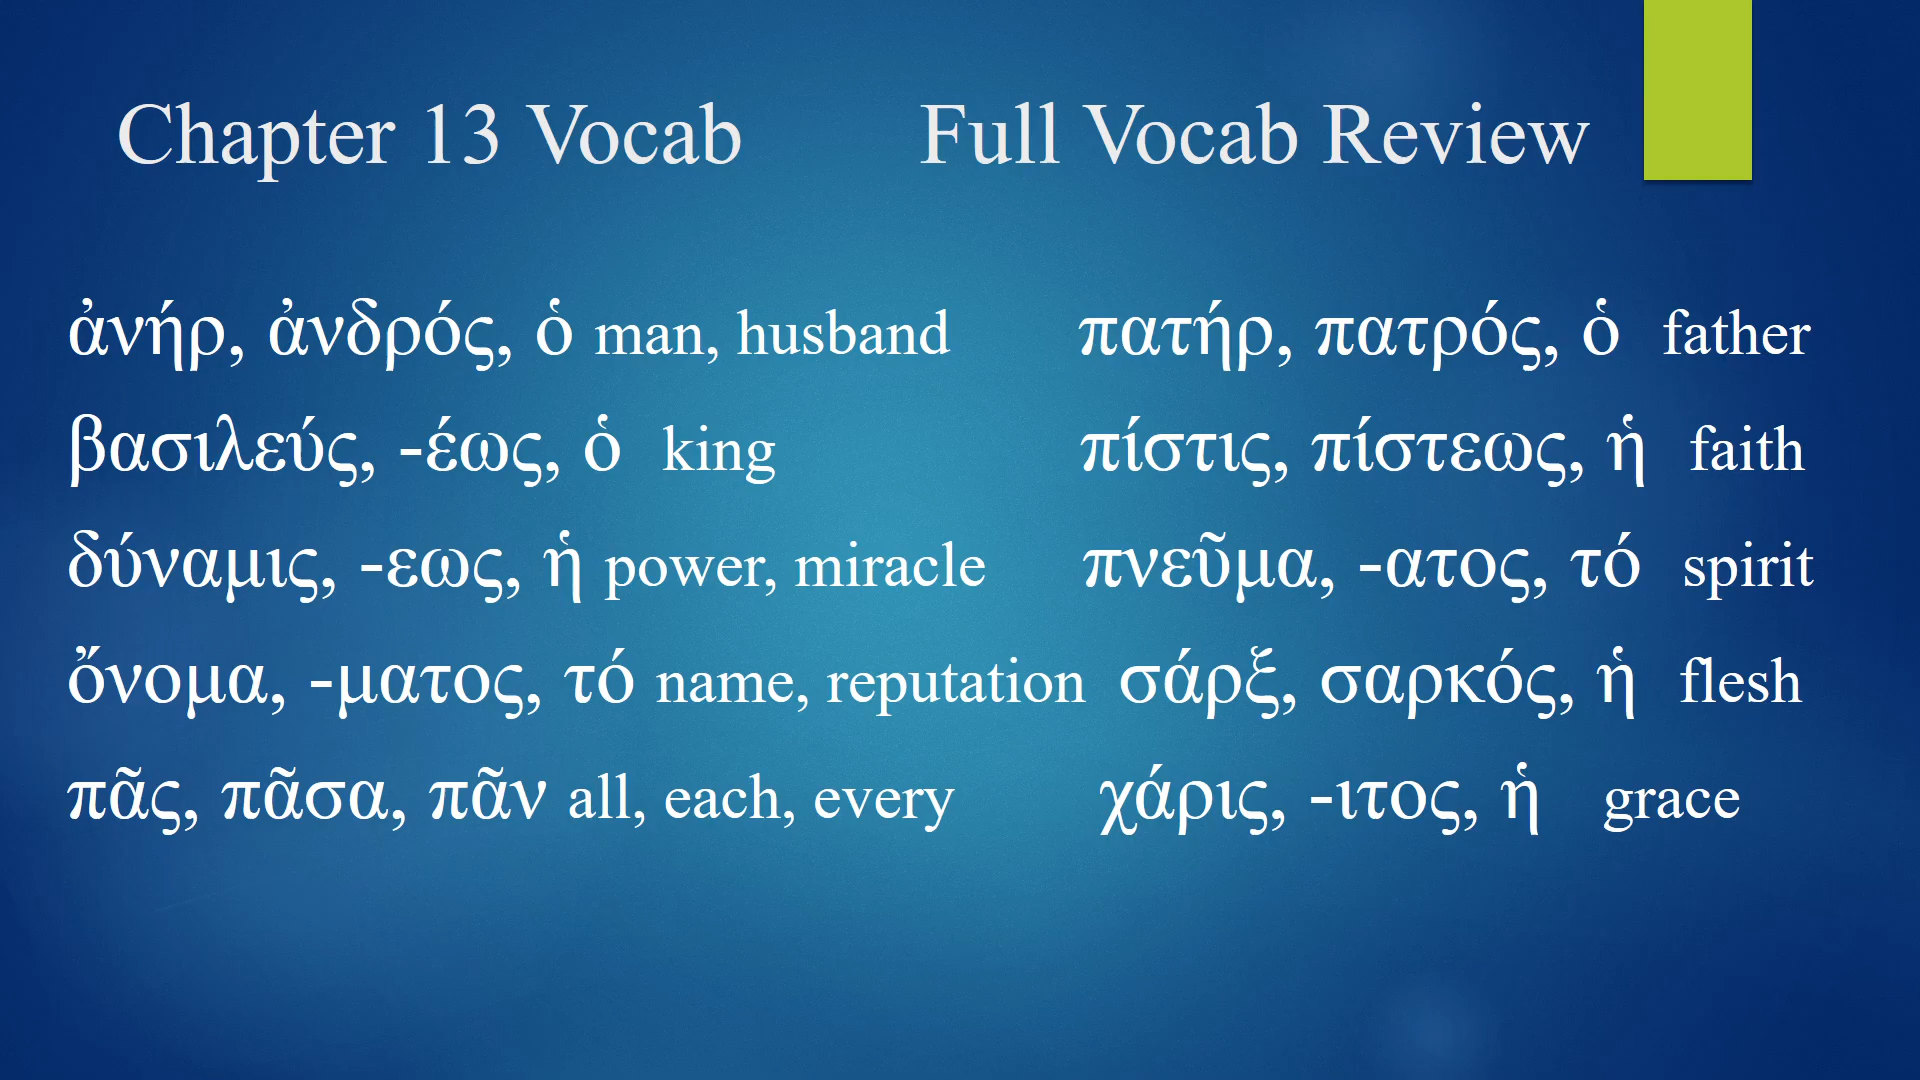 Chapter 13 Vocab Full Vocab Review
ἀνήρ, ἀνδρός, ὁ man, husband πατήρ, πατρός, ὁ father
βασιλεύς, -έως, ὁ king πίστις, πίστεως, ἡ faith
δύναμις, -εως, ἡ power, miracle πνεῦμα, -ατος, τό spirit
ὄνομα, -ματος, τό name, reputation σάρξ, σαρκός, ἡ flesh
πᾶς, πᾶσα, πᾶν all, each, every χάρις, -ιτος, ἡ grace